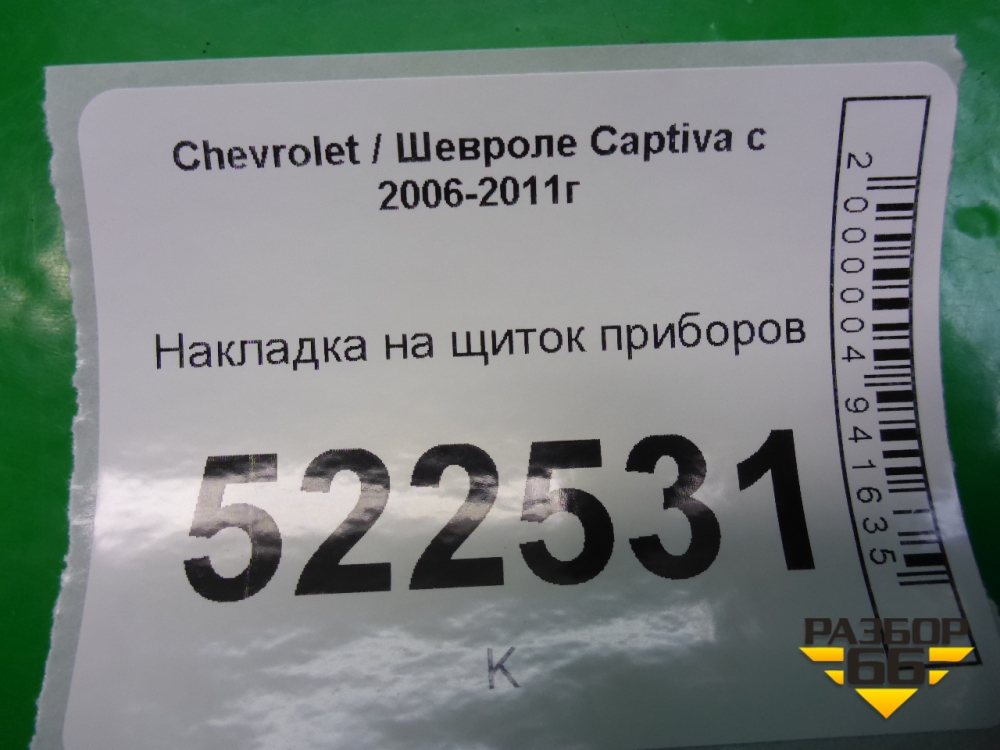 Chevrolet / Шевроле Captiva с
2006-2011г
Накладка на щиток приборов
522531
К
2000004941635
РАЗБОР
66